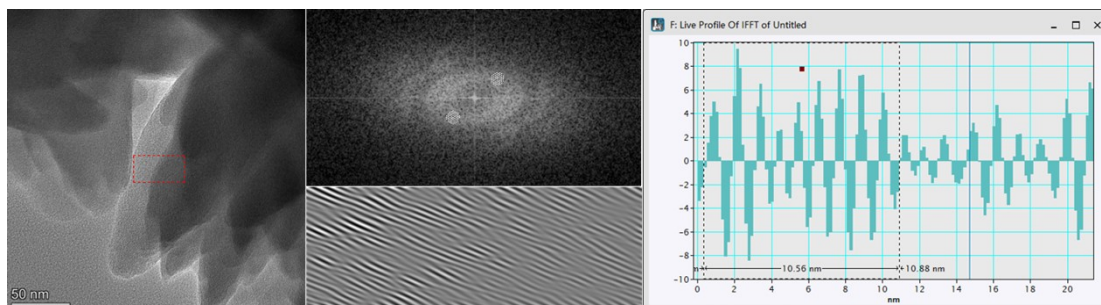 50 nm
F: Live Profile Of IFFT of Untitled
10
8
6
4
2
0
-2
-4
-6
-8
-10
n
10.56 nm
10.88 nm
0 2 4 6 8 10 12 14 16 18 20
nm